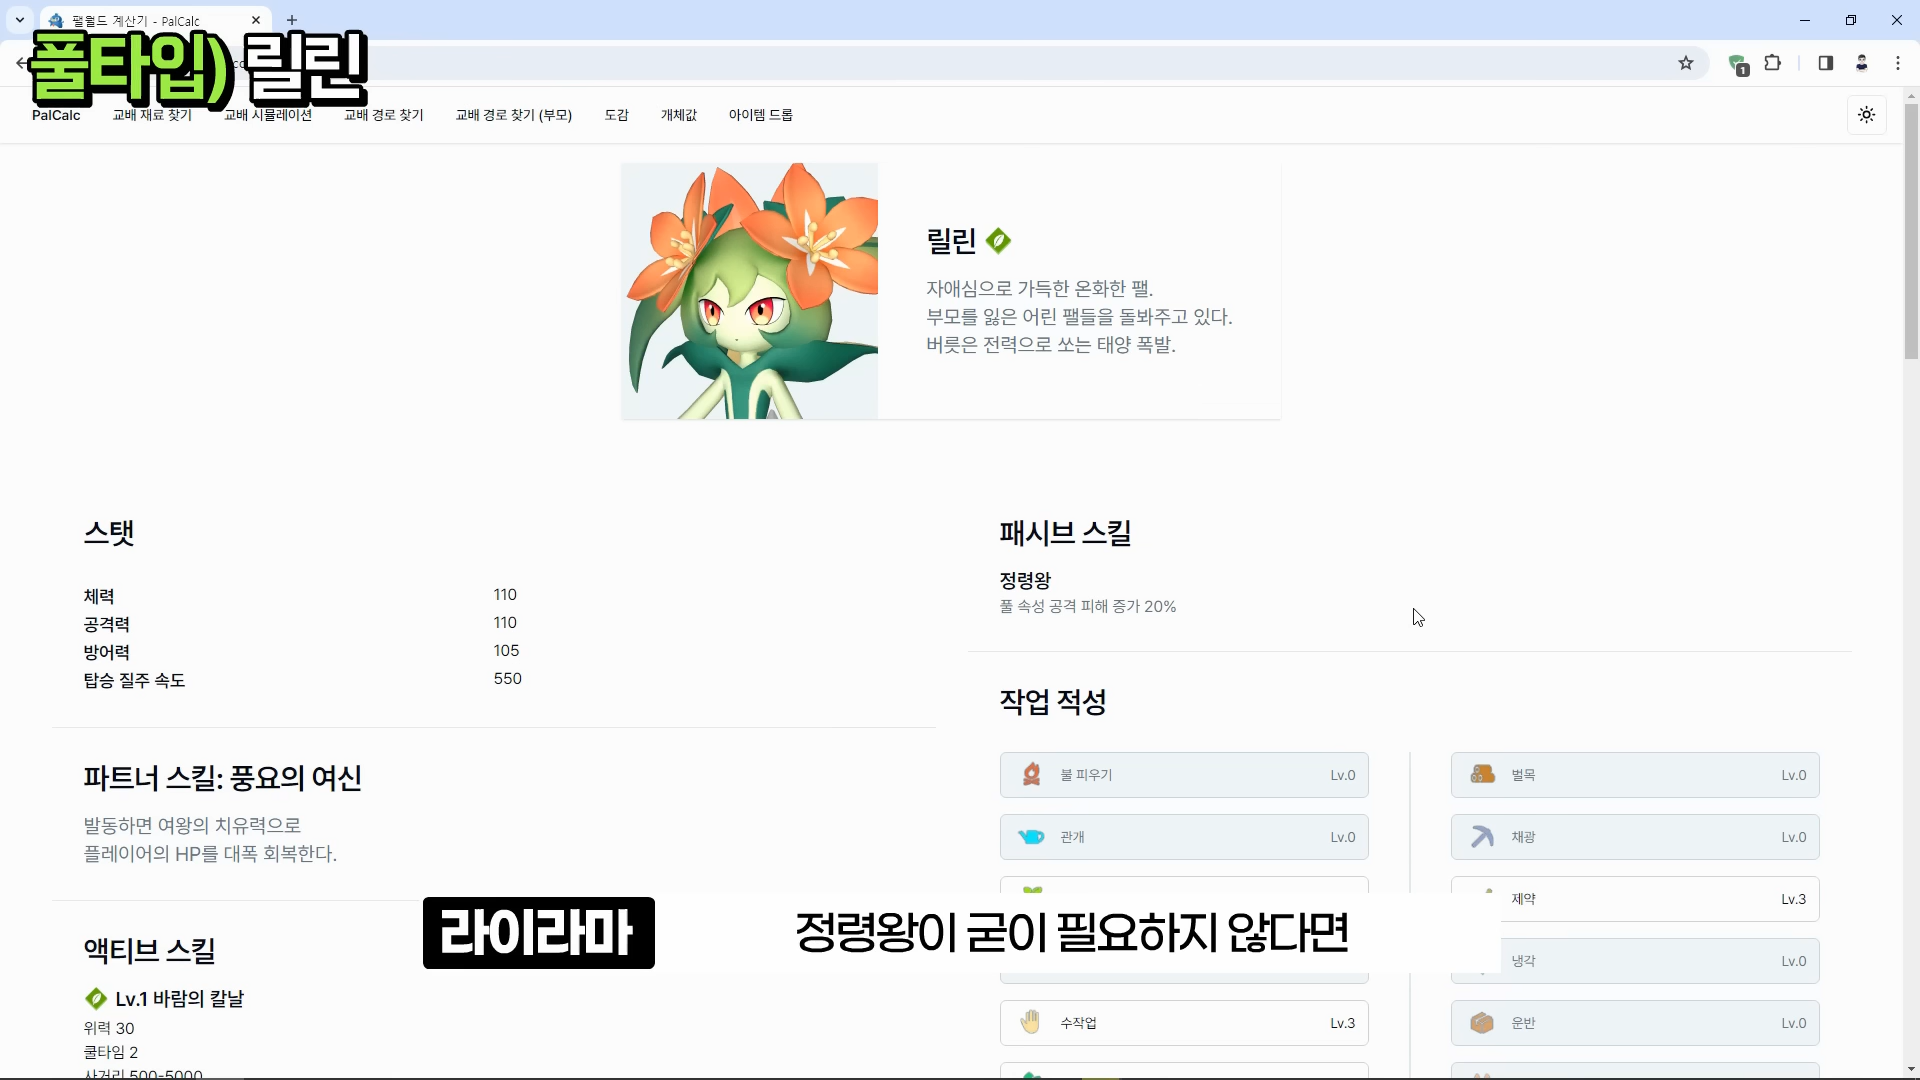 팰월드 계산기 - PalCalc
풀타입) 릴린
1
PalCalc
교배 재료 찾기
교배 시뮬레이션
교배 경로 찾기
교배 경로 찾기 (부모)
도감
개체값
아이템 드롭
릴린
자애심으로 가득한 온화한 팰.
부모를 잃은 어린 팰들을 돌봐주고 있다.
버릇은 전력으로 쏘는 태양 폭발.
스탯
체력 110
공격력 110
방어력 105
탑승 질주 속도 550
파트너 스킬: 풍요의 여신
발동하면 여왕의 치유력으로
플레이어의 HP를 대폭 회복한다.
액티브 스킬
Lv.1 바람의 칼날
위력 30
쿨타임 2
사거리 500-5000
패시브 스킬
정령왕
풀 속성 공격 피해 증가 20%
작업 적성
불 피우기 Lv.0
벌목 Lv.0
관개 Lv.0
채광 Lv.0
제약 Lv.3
냉각 Lv.0
수작업 Lv.3
운반 Lv.0
라이라마
정령왕이 굳이 필요하지 않다면